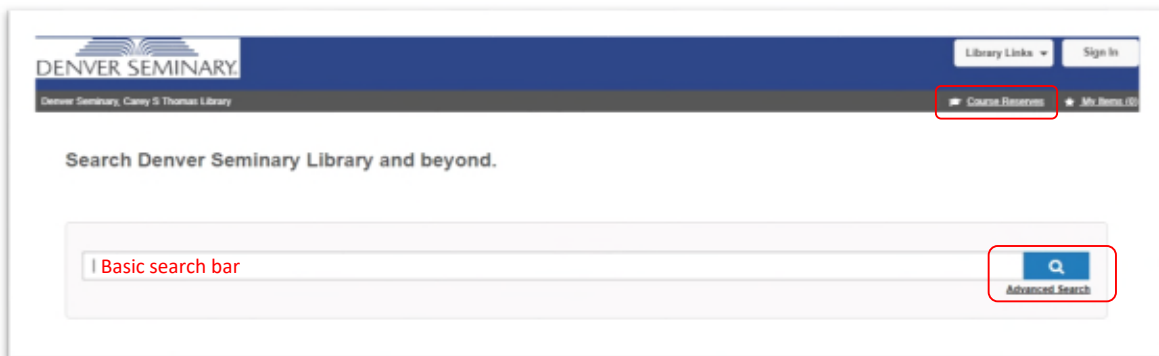 DENVER SEMINARY.
Library Links
Sign In
Denver Seminary, Carey S Thomas Library
Course Reserves
My Items (0)
Search Denver Seminary Library and beyond.
Basic search bar
Advanced Search